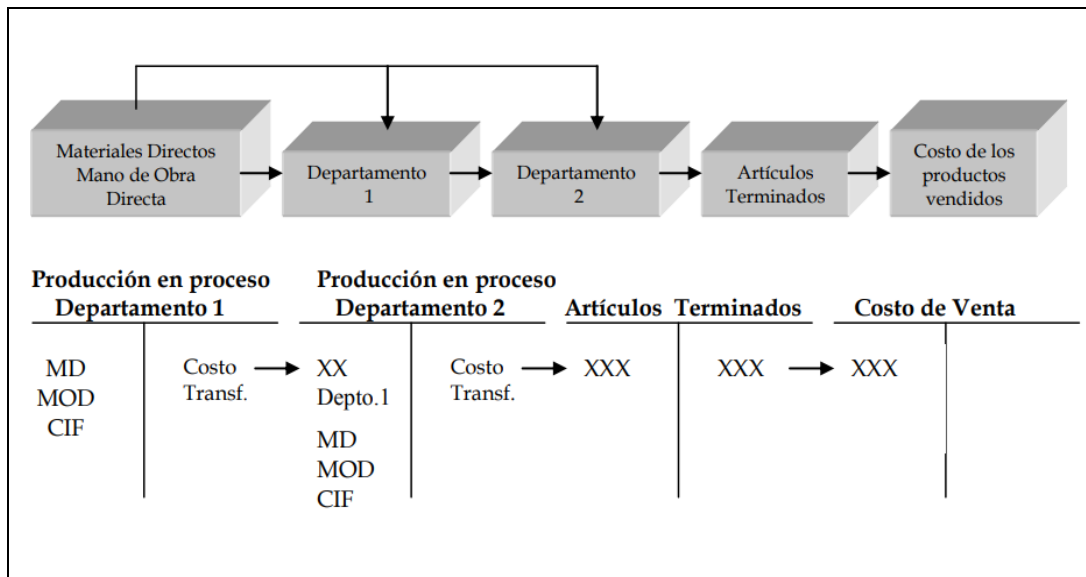 Materiales Directos
Mano de Obra
Directa
Departamento
1
Departamento
2
Artículos
Terminados
Costo de los
productos
vendidos
Producción en proceso
Departamento 1
Producción en proceso
Departamento 2
Artículos Terminados
Costo de Venta
MD
MOD
CIF
Costo
Transf.
XX
Depto.1
MD
MOD
CIF
Costo
Transf.
XXX
XXX
XXX